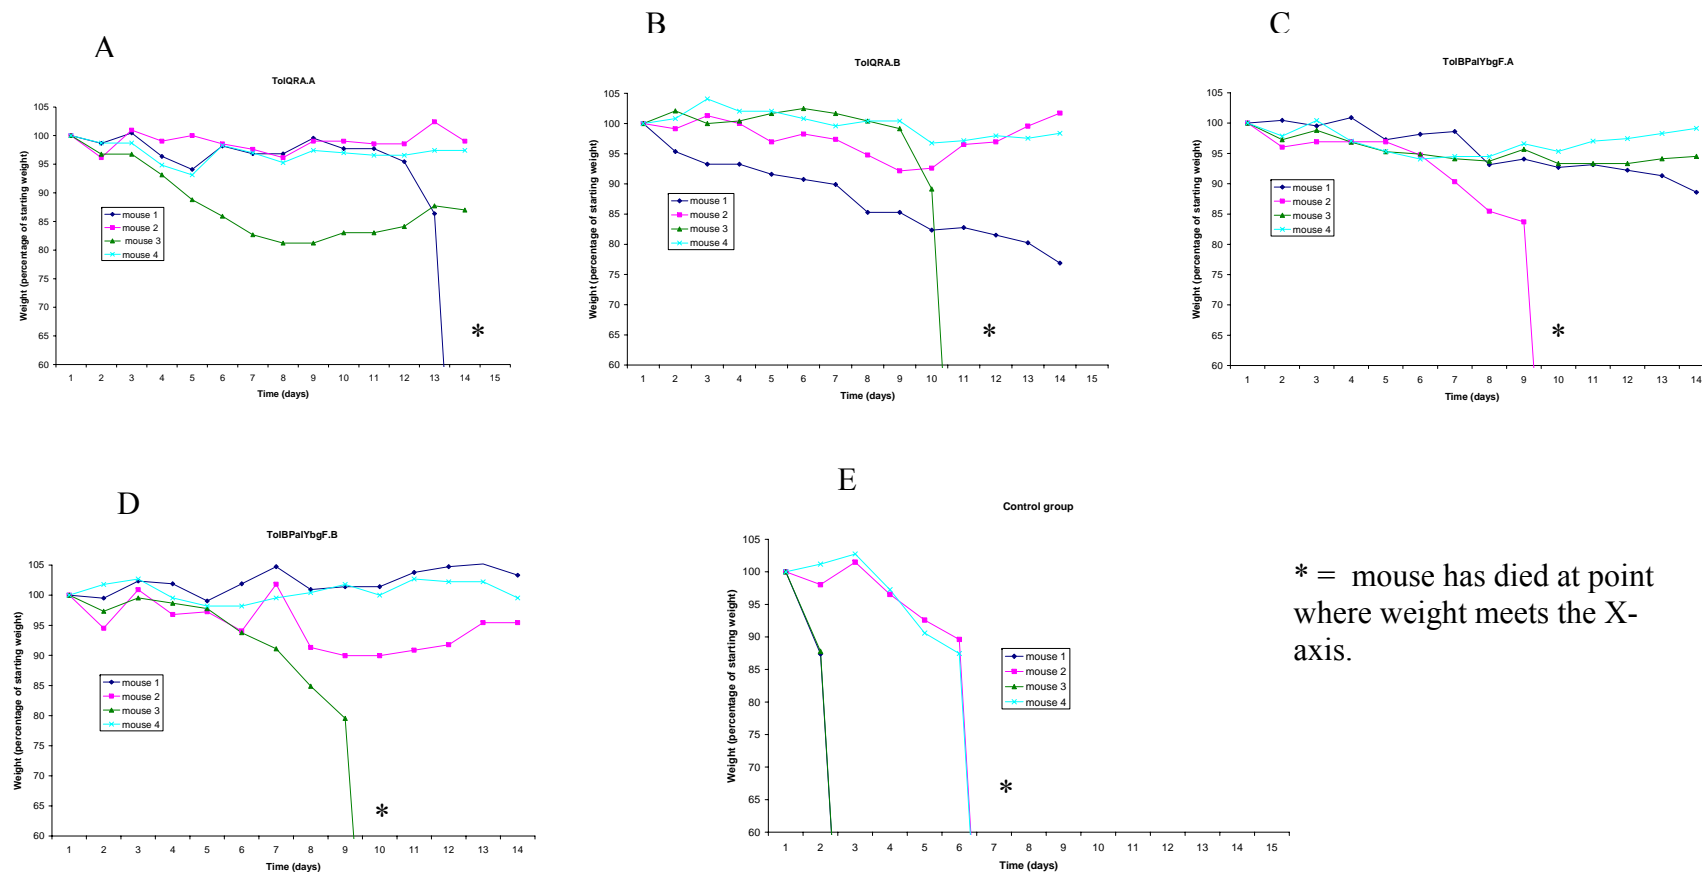 A
TolQRA.A
Weight (percentage of starting weight)
105
100
95
90
85
80
75
70
65
60
mouse 1
mouse 2
mouse 3
mouse 4
*
1 2 3 4 5 6 7 8 9 10 11 12 13 14 15
Time (days)
B
TolQRA.B
Weight (percentage of starting weight)
105
100
95
90
85
80
75
70
65
60
mouse 1
mouse 2
mouse 3
mouse 4
*
1 2 3 4 5 6 7 8 9 10 11 12 13 14 15
Time (days)
C
TolBPalYbgF.A
Weight (percentage of starting weight)
105
100
95
90
85
80
75
70
65
60
mouse 1
mouse 2
mouse 3
mouse 4
*
1 2 3 4 5 6 7 8 9 10 11 12 13 14
Time (days)
D
TolBPalYbgF.B
Weight (percentage of starting weight)
105
100
95
90
85
80
75
70
65
60
mouse 1
mouse 2
mouse 3
mouse 4
*
1 2 3 4 5 6 7 8 9 10 11 12 13 14
Time (days)
E
Control group
Weight (percentage of starting weight)
105
100
95
90
85
80
75
70
65
60
mouse 1
mouse 2
mouse 3
mouse 4
*
1 2 3 4 5 6 7 8 9 10 11 12 13 14 15
Time (days)
* = mouse has died at point
where weight meets the X-
axis.